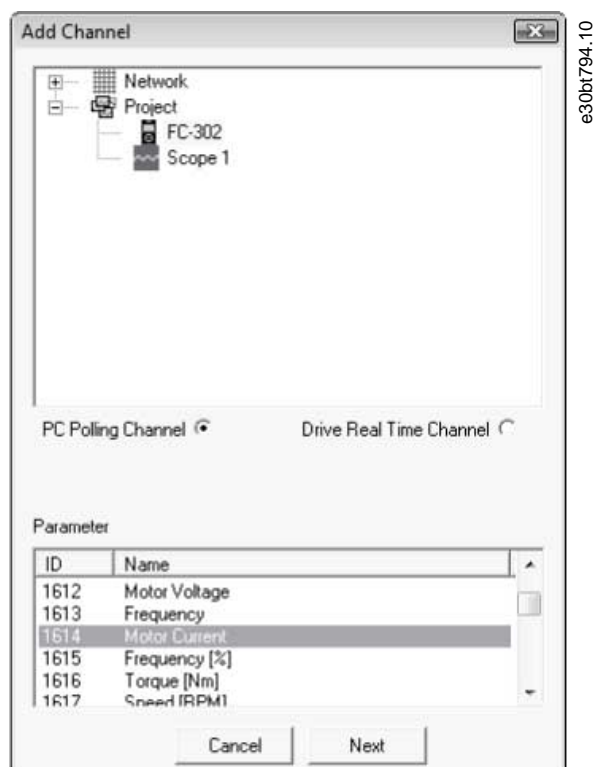 Add Channel
e30bt794.10
Network
Project
FC-302
Scope 1
PC Polling Channel
Drive Real Time Channel
Parameter
ID Name
1612 Motor Voltage
1613 Frequency
1614 Motor Current
1615 Frequency [%]
1616 Torque [Nm]
1617 Speed [RPM]
Cancel Next